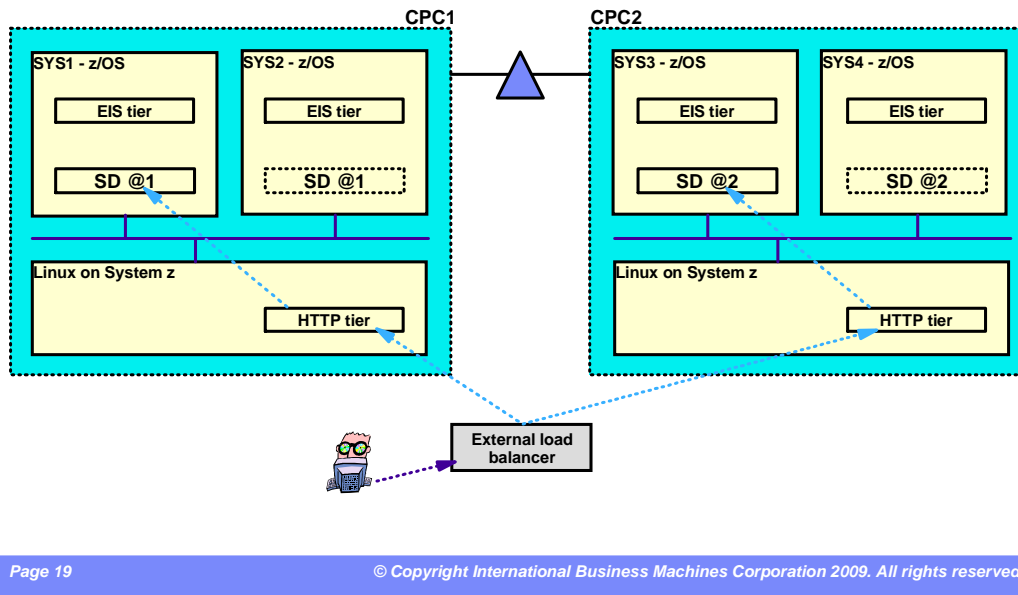 CPC1
CPC2
SYS1 - z/OS
SYS2 - z/OS
EIS tier
EIS tier
SD @1
SD @1
Linux on System z
HTTP tier
SYS3 - z/OS
SYS4 - z/OS
EIS tier
EIS tier
SD @2
SD @2
Linux on System z
HTTP tier
External load
balancer
Page 19
© Copyright International Business Machines Corporation 2009. All rights reserved